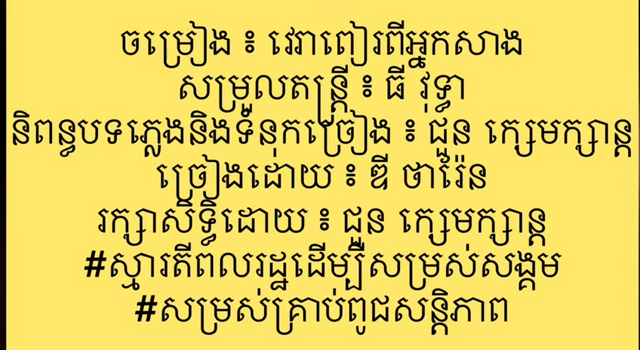 ចម្រៀង ៖ វេរាពៀរពីអ្នកសាង
សម្រួលតន្ត្រី ៖ ធី វុទ្ធា
និពន្ធបទភ្លេងនិងទំនុកច្រៀង ៖ ជួន ក្សេមក្សាន្ត
ច្រៀងដោយ ៖ ឌី ថារ៉ែន
រក្សាសិទ្ធិដោយ ៖ ជួន ក្សេមក្សាន្ត
#ស្មារតីពលរដ្ឋដើម្បីសម្រស់សង្គម
#សម្រស់គ្រាប់ពូជសន្តិភាព